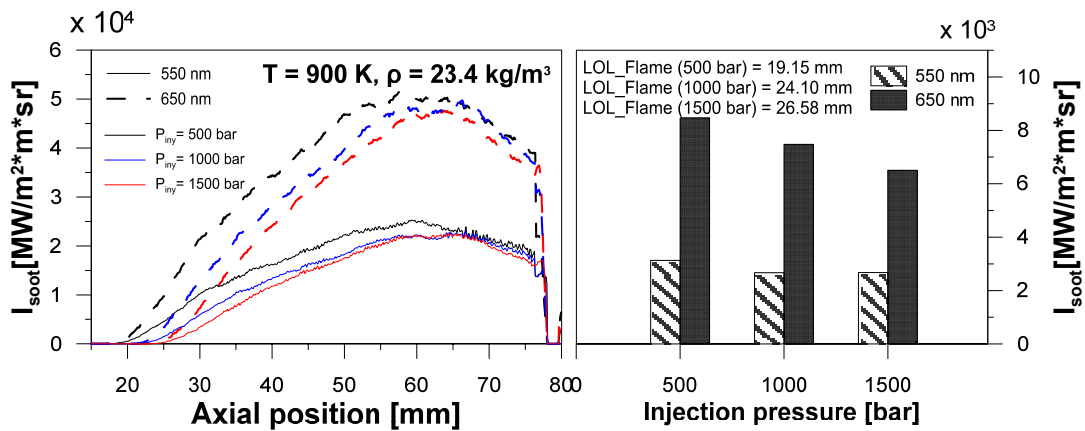 x 10⁴
6
5
4
3
2
1
0
I_soot[MW/m²*m*sr]
550 nm
650 nm
P_iny= 500 bar
P_iny= 1000 bar
P_iny= 1500 bar
T = 900 K, ρ = 23.4 kg/m³
20 30 40 50 60 70 80
Axial position [mm]
x 10³
LOL_Flame (500 bar) = 19.15 mm
LOL_Flame (1000 bar) = 24.10 mm
LOL_Flame (1500 bar) = 26.58 mm
550 nm
650 nm
10
8
6
4
2
0
I_soot[MW/m²*m*sr]
0 500 1000 1500
Injection pressure [bar]